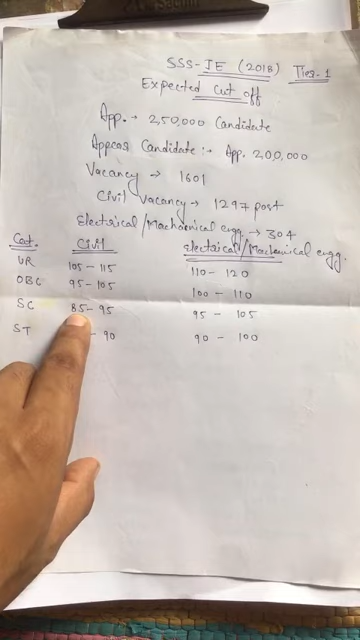 SSS-JE (2018) Tier-1
Expected cut off
App. → 2,50,000 Candidate
Appear Candidate :→ App. 200,000
Vacancy → 1601
Civil Vacancy → 1297 post
Electrical/Machanical engg. → 304
Cat. Civil Electrical/Mechanical engg.
UR 105-115 110-120
OBC 95-105 100-110
SC 85-95 95-105
ST - 90 90-100